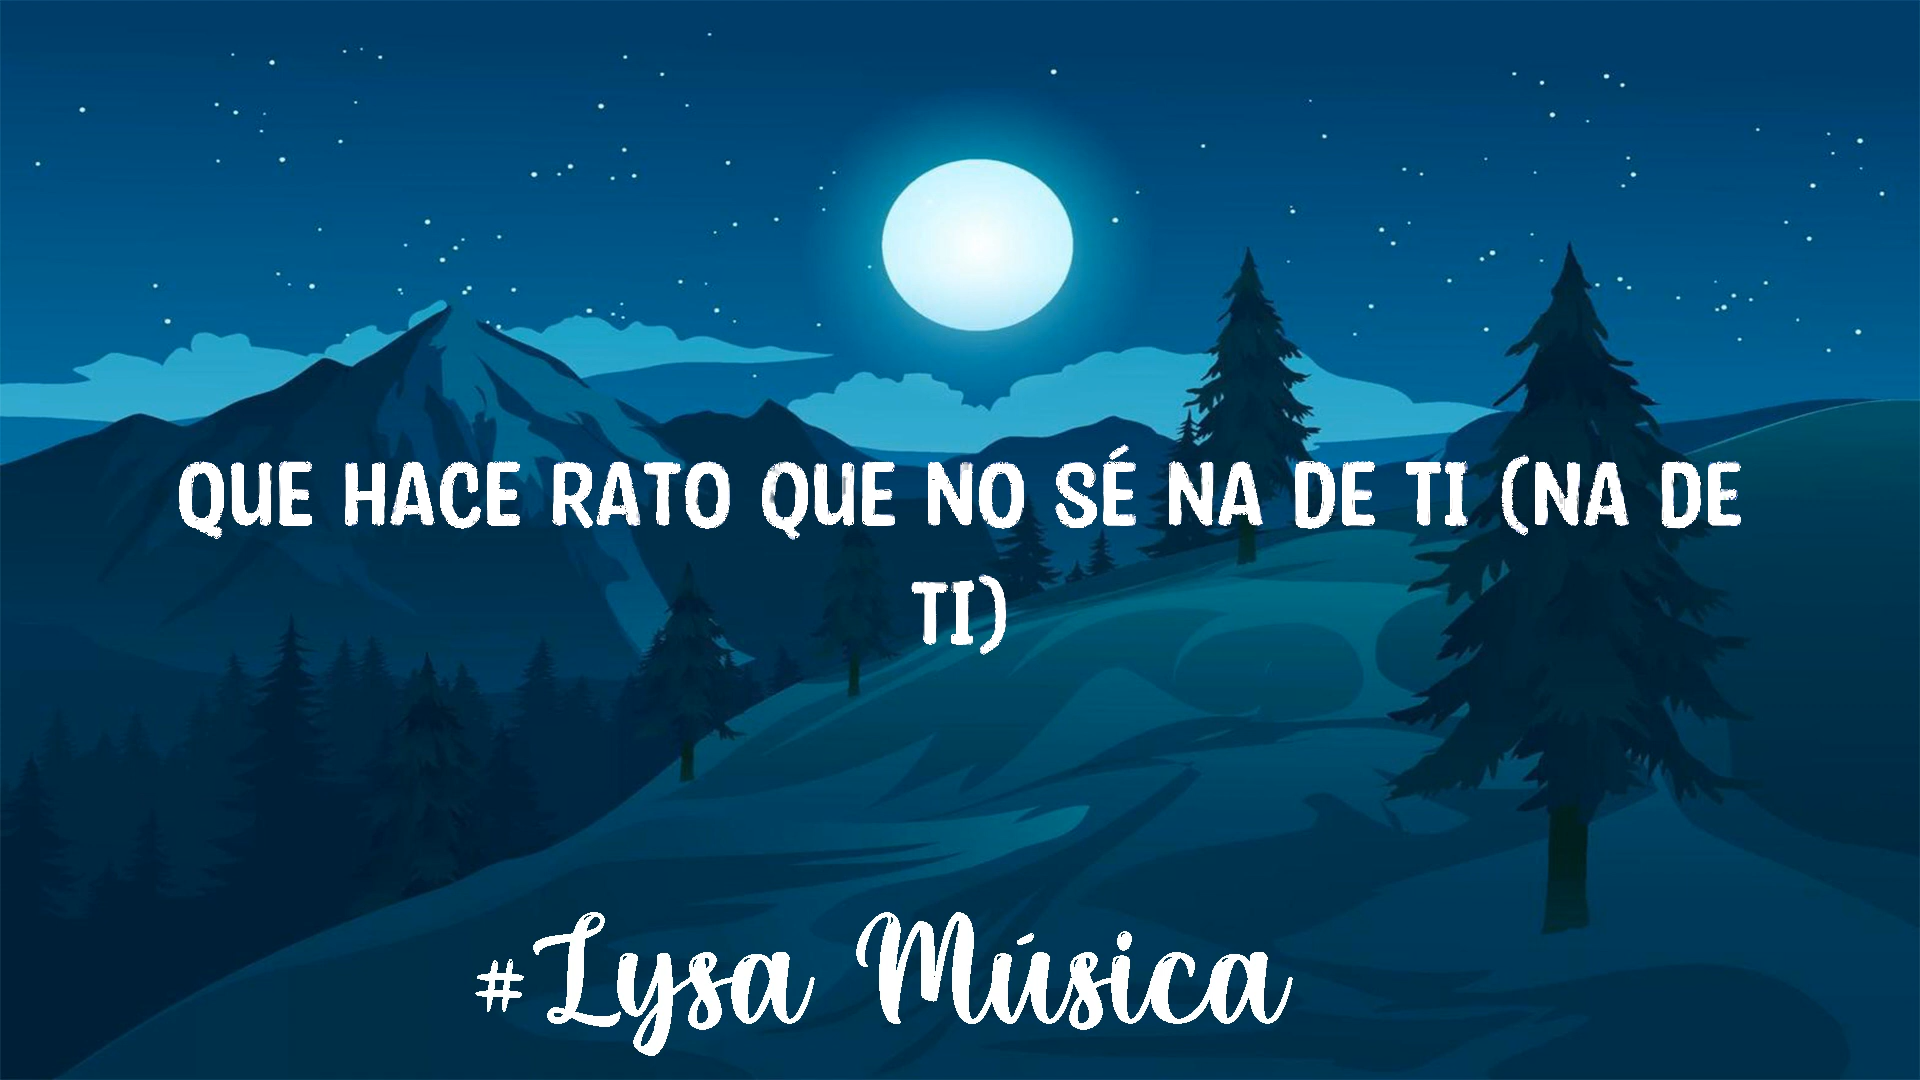 QUE HACE RATO QUE NO SÉ NA DE TI (NA DE
TI)
#Lysa Música